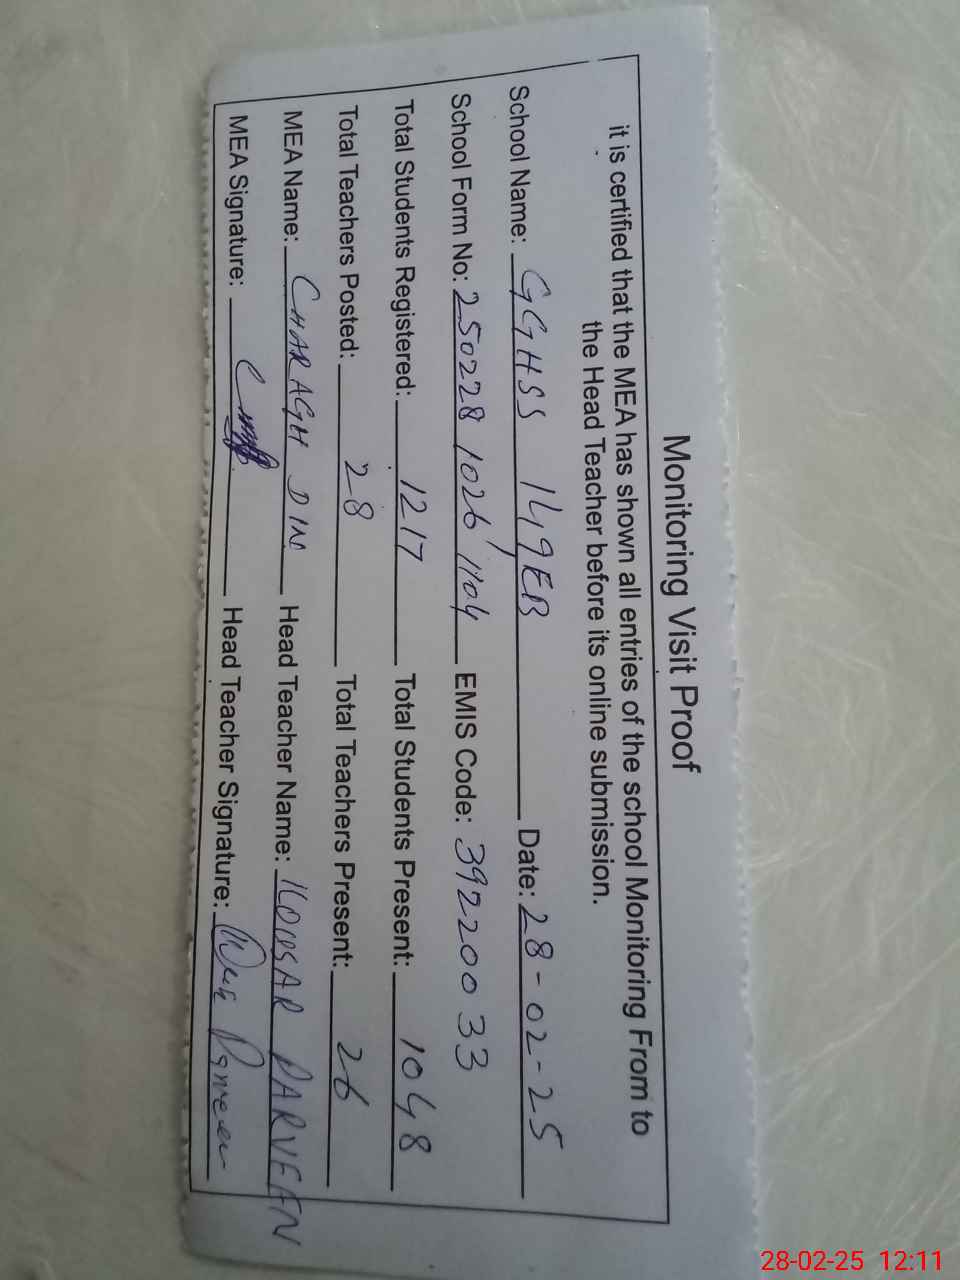 Monitoring Visit Proof
it is certified that the MEA has shown all entries of the school Monitoring From to
the Head Teacher before its online submission.
School Name: GGHSS 149EB Date: 28-02-25
School Form No: 250228 1026 1104 EMIS Code: 39220033
Total Students Registered: 1217 Total Students Present: 1048
Total Teachers Posted: 28 Total Teachers Present: 26
MEA Name: CHARAGH DIN Head Teacher Name: KOUSAR PARVEEN
MEA Signature: Head Teacher Signature:
28-02-25 12:11